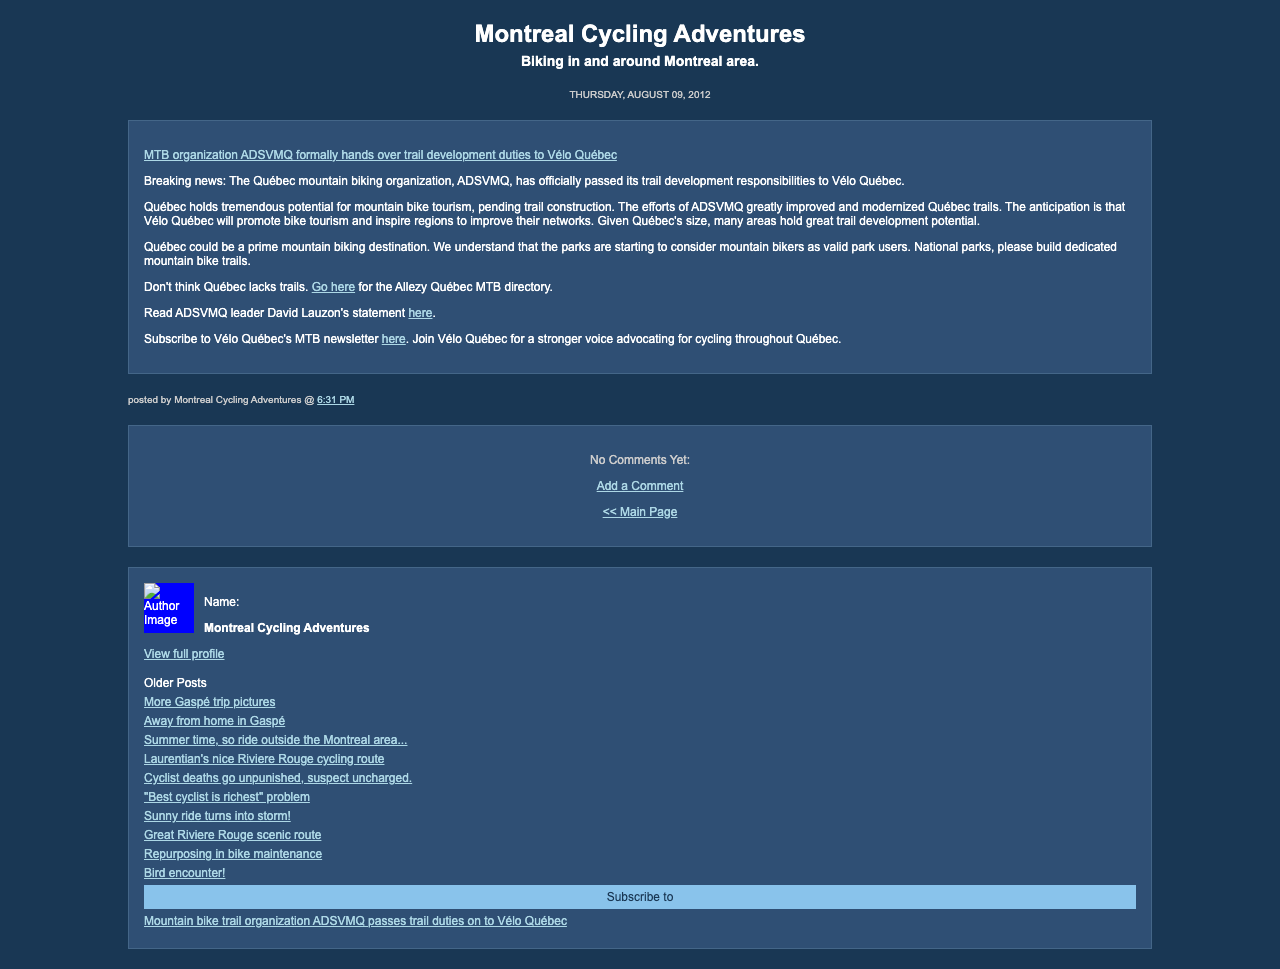 Montreal Cycling Adventures
Biking in and around Montreal area.
THURSDAY, AUGUST 09, 2012
MTB organization ADSVMQ formally hands over trail development duties to Vélo Québec
Breaking news: The Québec mountain biking organization, ADSVMQ, has officially passed its trail development responsibilities to Vélo Québec.
Québec holds tremendous potential for mountain bike tourism, pending trail construction. The efforts of ADSVMQ greatly improved and modernized Québec trails. The anticipation is that
Vélo Québec will promote bike tourism and inspire regions to improve their networks. Given Québec's size, many areas hold great trail development potential.
Québec could be a prime mountain biking destination. We understand that the parks are starting to consider mountain bikers as valid park users. National parks, please build dedicated
mountain bike trails.
Don't think Québec lacks trails. Go here for the Allezy Québec MTB directory.
Read ADSVMQ leader David Lauzon's statement here.
Subscribe to Vélo Québec's MTB newsletter here. Join Vélo Québec for a stronger voice advocating for cycling throughout Québec.
posted by Montreal Cycling Adventures @ 6:31 PM
No Comments Yet:
Add a Comment
<< Main Page
Author
Image
Name:
Montreal Cycling Adventures
View full profile
Older Posts
More Gaspé trip pictures
Away from home in Gaspé
Summer time, so ride outside the Montreal area...
Laurentian's nice Riviere Rouge cycling route
Cyclist deaths go unpunished, suspect uncharged.
"Best cyclist is richest" problem
Sunny ride turns into storm!
Great Riviere Rouge scenic route
Repurposing in bike maintenance
Bird encounter!
Subscribe to
Mountain bike trail organization ADSVMQ passes trail duties on to Vélo Québec